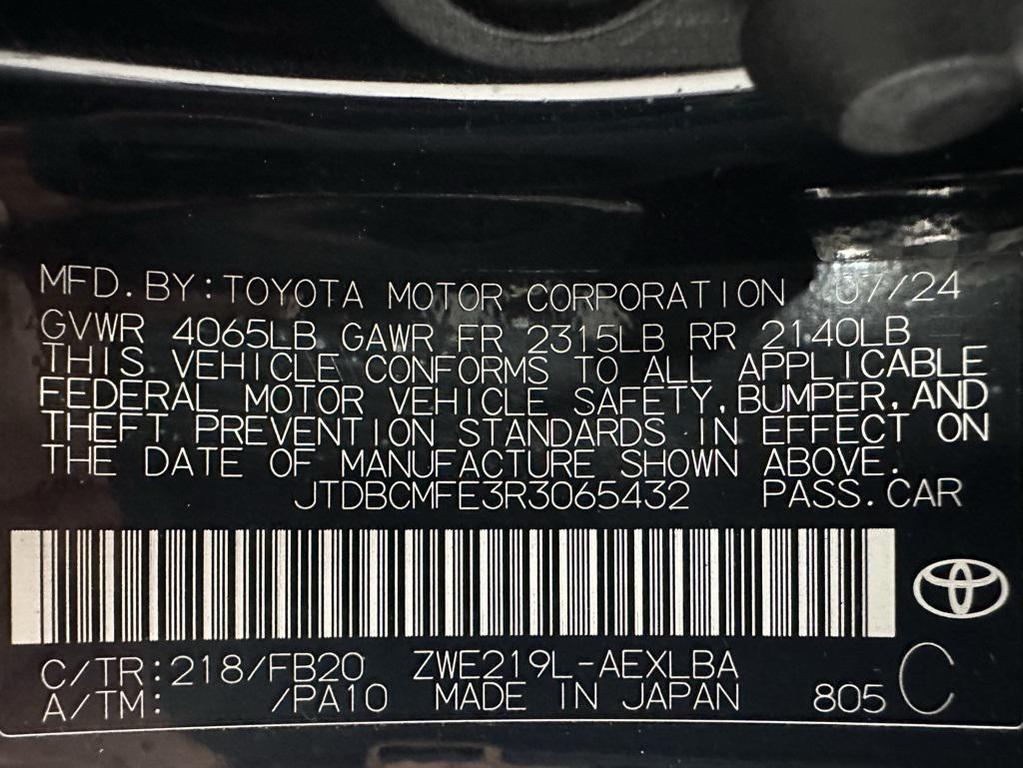 MFD. BY: TOYOTA MOTOR CORPORATION 07/24
GVWR 4065LB GAWR FR 2315LB RR 2140LB
THIS VEHICLE CONFORMS TO ALL APPLICABLE
FEDERAL MOTOR VEHICLE SAFETY, BUMPER, AND
THEFT PREVENTION STANDARDS IN EFFECT ON
THE DATE OF MANUFACTURE SHOWN ABOVE.
JTDBCMFE3R3065432 PASS. CAR
C/TR: 218/FB20 ZWE219L-AEXLBA C
A/TM: /PA10 MADE IN JAPAN 805